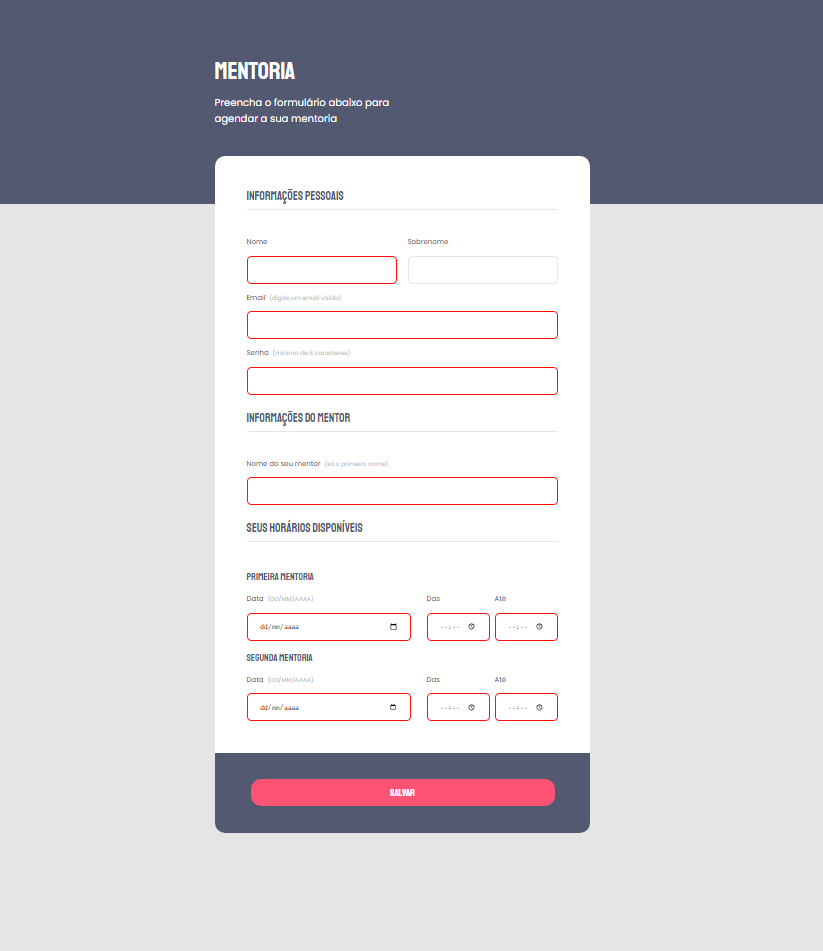 MENTORIA
Preencha o formulário abaixo para
agendar a sua mentoria
INFORMAÇÕES PESSOAIS
Nome Sobrenome
Email (digite um email válido)
Senha (mínimo de 6 caracteres)
INFORMAÇÕES DO MENTOR
Nome do seu mentor (só o primeiro nome)
SEUS HORÁRIOS DISPONÍVEIS
PRIMEIRA MENTORIA
Data (DD/MM/AAAA) Das Até
dd/mm/aaaa --:-- --:--
SEGUNDA MENTORIA
Data (DD/MM/AAAA) Das Até
dd/mm/aaaa --:-- --:--
SALVAR